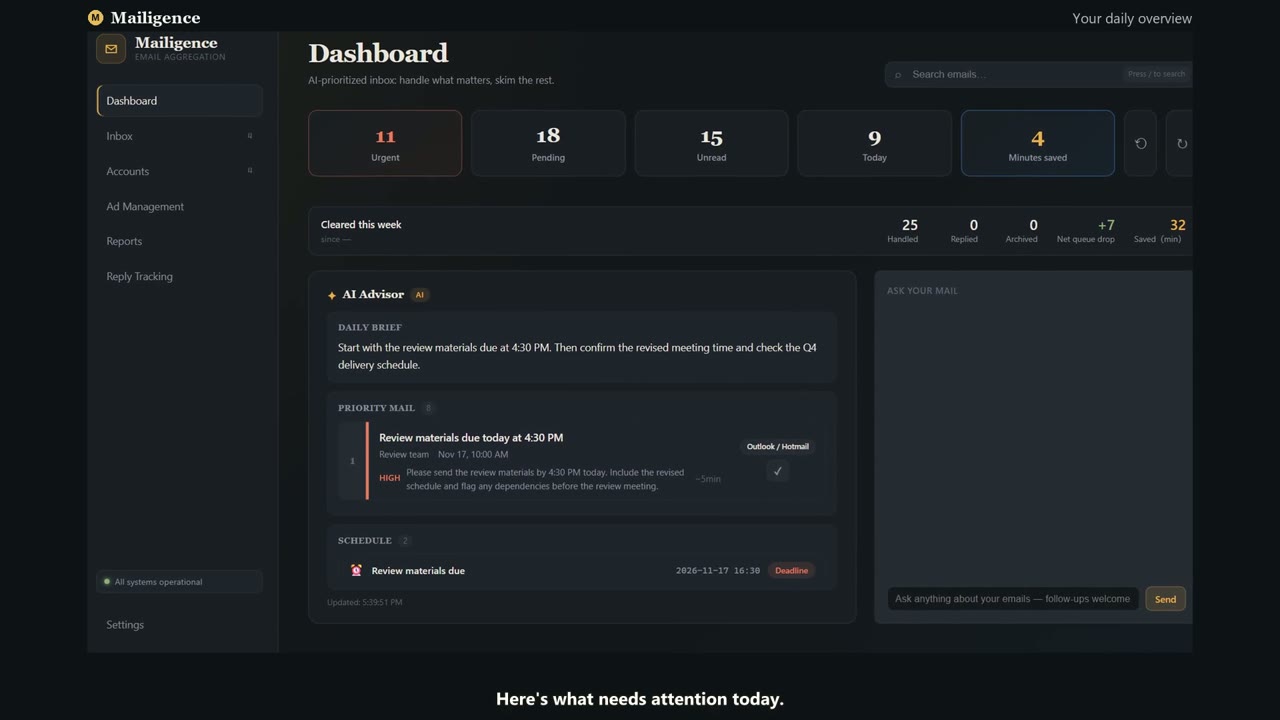 M Mailigence
Your daily overview
Mailigence
EMAIL AGGREGATION
Dashboard
Inbox
Accounts
Ad Management
Reports
Reply Tracking
All systems operational
Settings
Dashboard
AI-prioritized inbox: handle what matters, skim the rest.
Search emails...
Press / to search
11
Urgent
18
Pending
15
Unread
9
Today
4
Minutes saved
Cleared this week
since —
25
Handled
0
Replied
0
Archived
+7
Net queue drop
32
Saved (min)
AI Advisor AI
DAILY BRIEF
Start with the review materials due at 4:30 PM. Then confirm the revised meeting time and check the Q4
delivery schedule.
PRIORITY MAIL
1
Review materials due today at 4:30 PM
Review team Nov 17, 10:00 AM
HIGH
Please send the review materials by 4:30 PM today. Include the revised
schedule and flag any dependencies before the review meeting.
~5min
Outlook / Hotmail
✓
SCHEDULE 2
Review materials due
2026-11-17 16:30 Deadline
Updated: 5:39:51 PM
ASK YOUR MAIL
Ask anything about your emails — follow-ups welcome
Send
Here's what needs attention today.